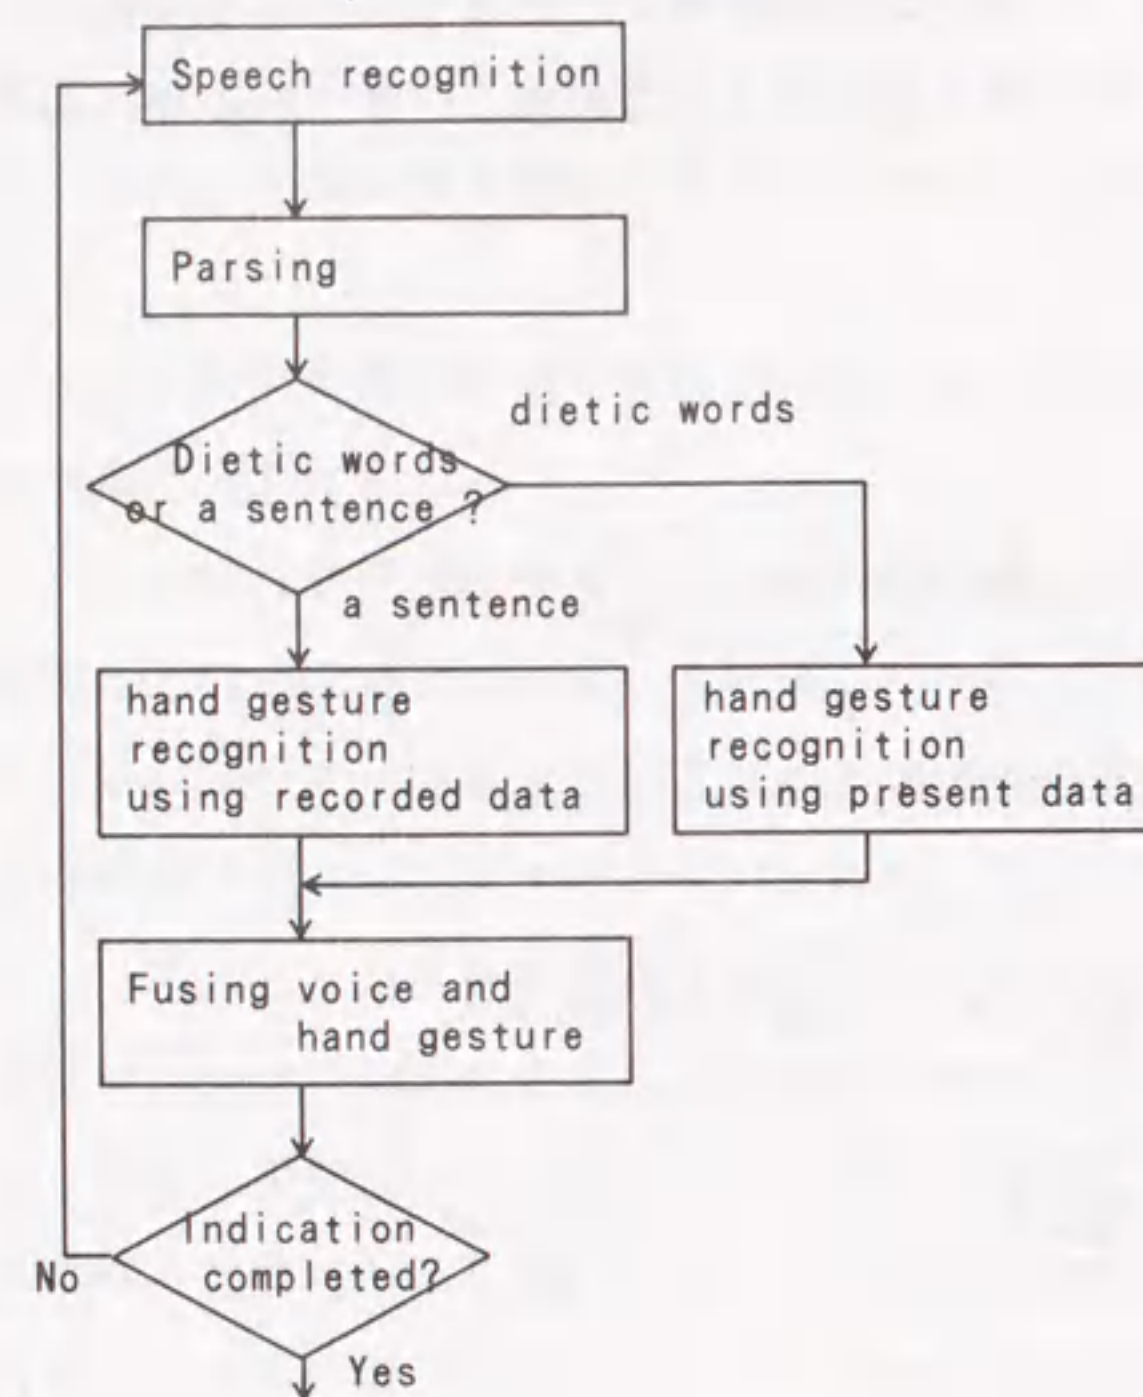 Speech recognition
Parsing
dietic words
Dietic words
or a sentence ?
a sentence
hand gesture
recognition
using recorded data
hand gesture
recognition
using present data
Fusing voice and
hand gesture
Indication
completed?
No
Yes